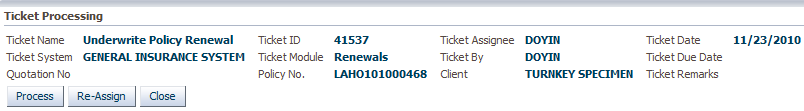 Ticket Processing
Ticket Name Underwrite Policy Renewal Ticket ID 41537 Ticket Assignee DOYIN Ticket Date 11/23/2010
Ticket System GENERAL INSURANCE SYSTEM Ticket Module Renewals Ticket By DOYIN Ticket Due Date
Quotation No Policy No. LAHO101000468 Client TURNKEY SPECIMEN Ticket Remarks
Process Re-Assign Close